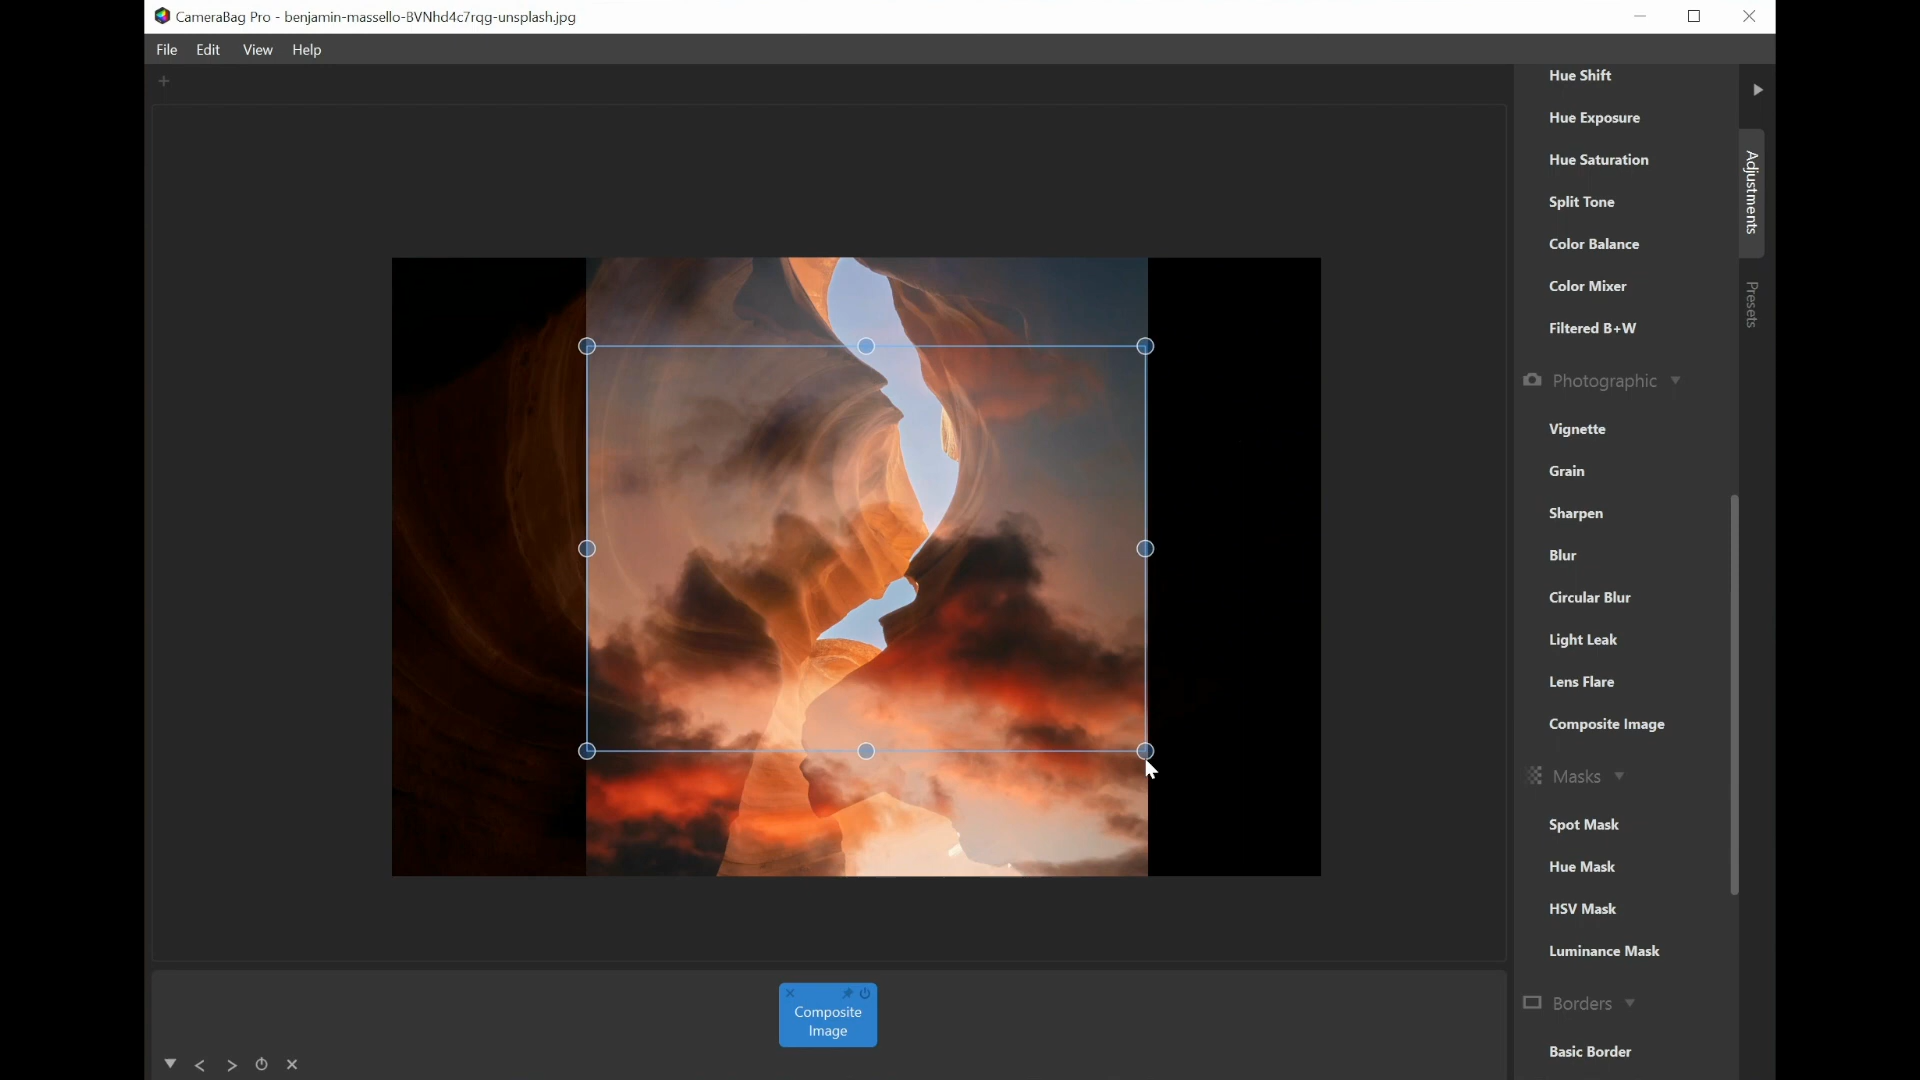 CameraBag Pro - benjamin-massello-BVNhd4c7rqg-unsplash.jpg
File Edit View Help
Hue Shift
Hue Exposure
Hue Saturation
Split Tone
Color Balance
Color Mixer
Filtered B+W
Photographic
Vignette
Grain
Sharpen
Blur
Circular Blur
Light Leak
Lens Flare
Composite Image
Masks
Spot Mask
Hue Mask
HSV Mask
Luminance Mask
Borders
Basic Border
Adjustments
Presets
Composite
Image